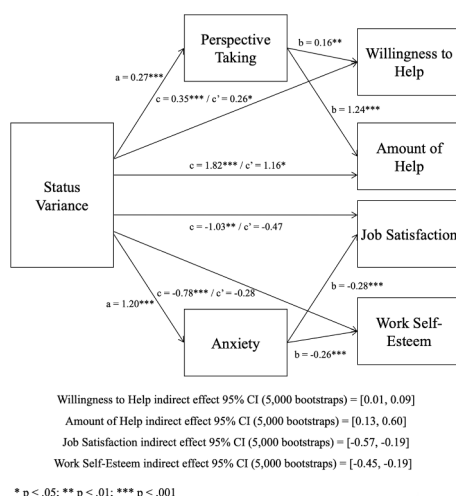 Perspective
Taking
b = 0.16**
Willingness to
Help
a = 0.27***
c = 0.35*** / c' = 0.26*
b = 1.24***
Status
Variance
Amount of
Help
c = 1.82*** / c' = 1.16*
c = -1.03** / c' = -0.47
Job Satisfaction
c = -0.78*** / c' = -0.28
b = -0.28***
a = 1.20***
Anxiety
b = -0.26***
Work Self-
Esteem
Willingness to Help indirect effect 95% CI (5,000 bootstraps) = [0.01, 0.09]
Amount of Help indirect effect 95% CI (5,000 bootstraps) = [0.13, 0.60]
Job Satisfaction indirect effect 95% CI (5,000 bootstraps) = [-0.57, -0.19]
Work Self-Esteem indirect effect 95% CI (5,000 bootstraps) = [-0.45, -0.19]
* p < .05; ** p < .01; *** p < .001